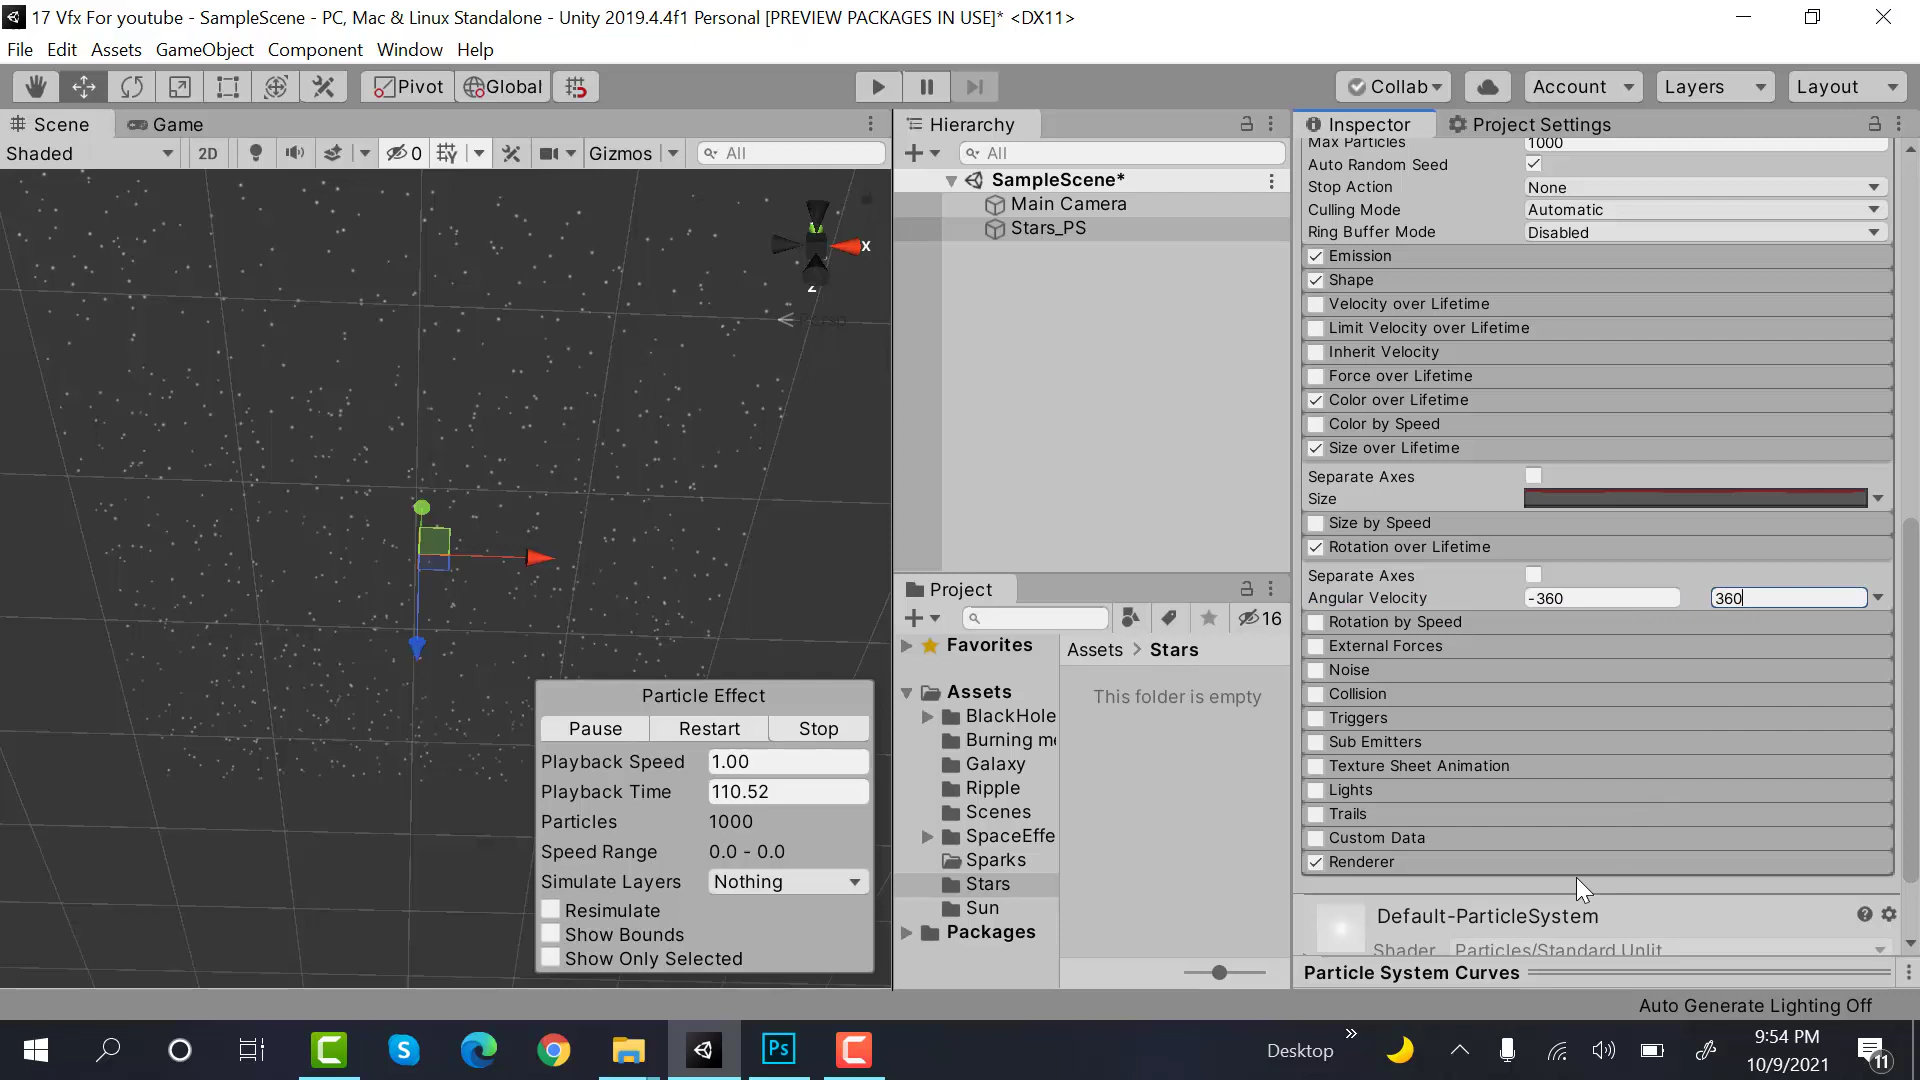 17 Vfx For youtube - SampleScene - PC, Mac & Linux Standalone - Unity 2019.4.4f1 Personal [PREVIEW PACKAGES IN USE]* <DX11>
File Edit Assets GameObject Component Window Help
Pivot Global Collab Account Layers Layout
Scene Game
Shaded 2D 0 Gizmos All
X
Z
Persp
Particle Effect
Pause Restart Stop
Playback Speed 1.00
Playback Time 110.52
Particles 1000
Speed Range 0.0 - 0.0
Simulate Layers Nothing
Resimulate
Show Bounds
Show Only Selected
Hierarchy
All
SampleScene*
Main Camera
Stars_PS
Project
16
Favorites
Assets
BlackHole
Burning me
Galaxy
Ripple
Scenes
SpaceEffe
Sparks
Stars
Sun
Packages
Assets > Stars
This folder is empty
Inspector Project Settings
Max Particles 1000
Auto Random Seed
Stop Action None
Culling Mode Automatic
Ring Buffer Mode Disabled
Emission
Shape
Velocity over Lifetime
Limit Velocity over Lifetime
Inherit Velocity
Force over Lifetime
Color over Lifetime
Color by Speed
Size over Lifetime
Separate Axes
Size
Size by Speed
Rotation over Lifetime
Separate Axes
Angular Velocity -360 360
Rotation by Speed
External Forces
Noise
Collision
Triggers
Sub Emitters
Texture Sheet Animation
Lights
Trails
Custom Data
Renderer
Default-ParticleSystem
Shader Particles/Standard Unlit
Particle System Curves
Auto Generate Lighting Off
Ps
Desktop
9:54 PM
10/9/2021
11